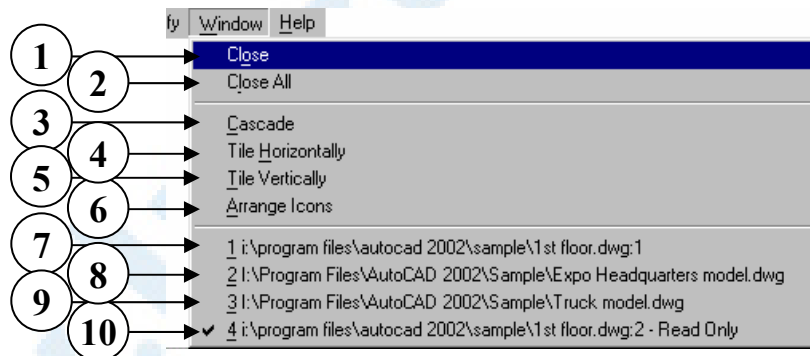 fy Window Help
1 Close
2 Close All
3 Cascade
4 Tile Horizontally
5 Tile Vertically
6 Arrange Icons
7 1 i:\program files\autocad 2002\sample\1st floor.dwg:1
8 2 I:\Program Files\AutoCAD 2002\Sample\Expo Headquarters model.dwg
9 3 I:\Program Files\AutoCAD 2002\Sample\Truck model.dwg
10 ✓ 4 i:\program files\autocad 2002\sample\1st floor.dwg:2 - Read Only